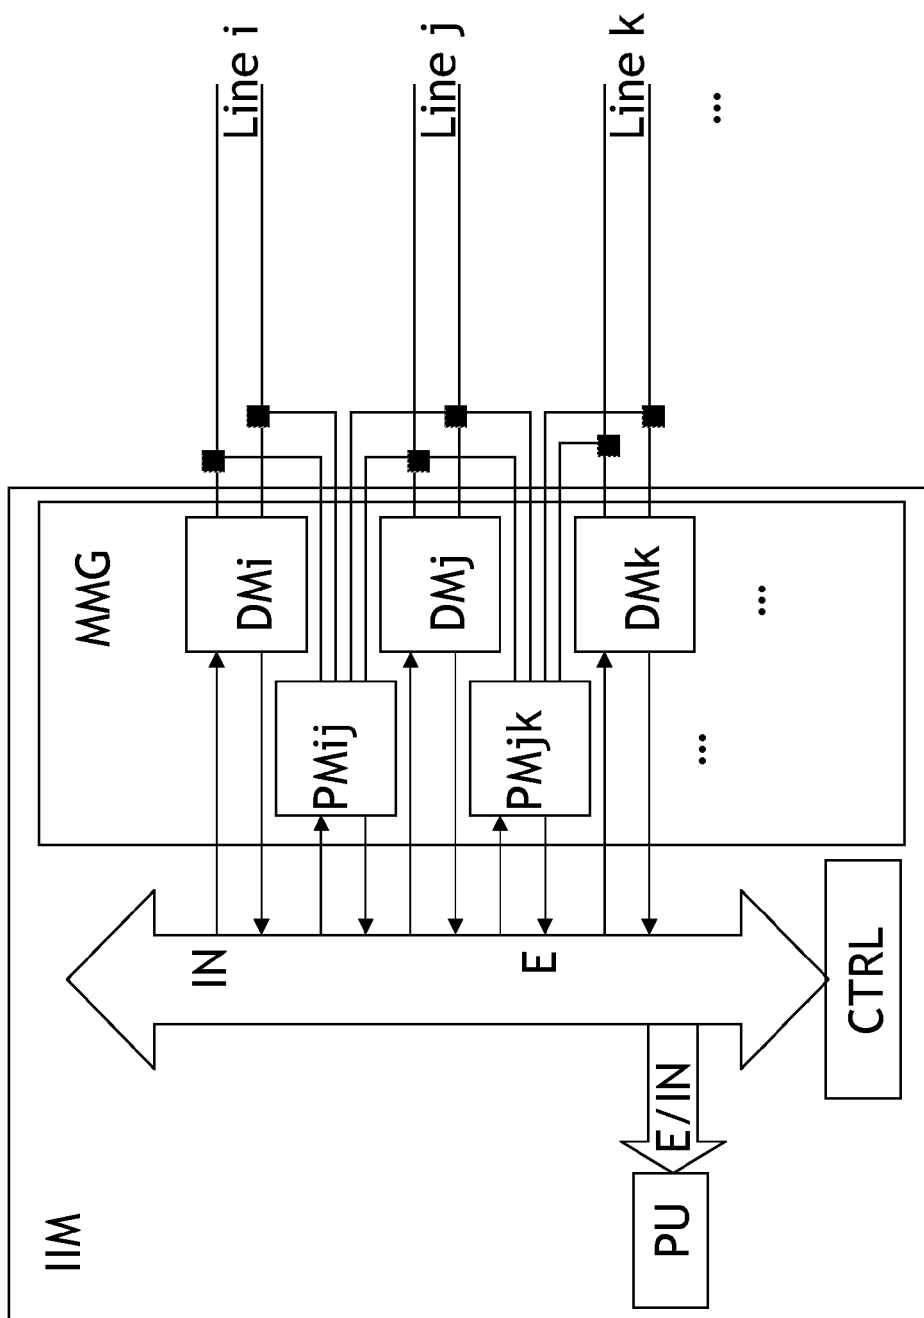 IIM
PU
E/IN
CTRL
IN
E
MMG
PMij
PMjk
...
DMi
DMj
DMk
...
Line i
Line j
Line k
...